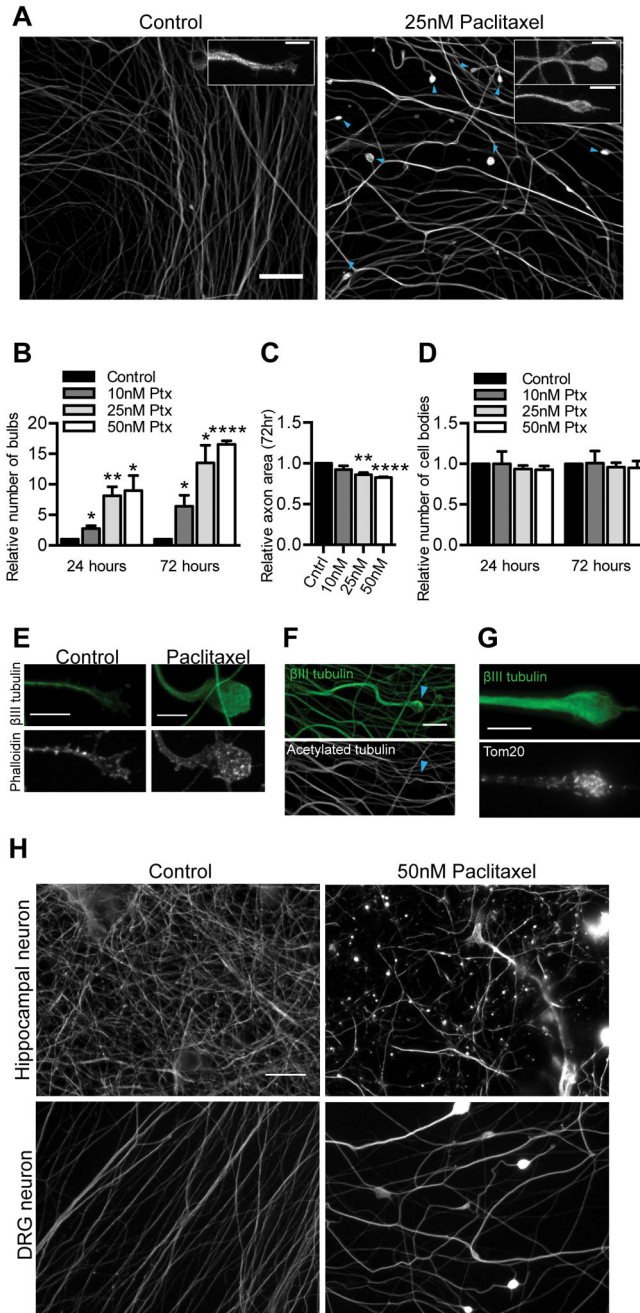 A
Control
25nM Paclitaxel
B
Control
10nM Ptx
25nM Ptx
50nM Ptx
Relative number of bulbs
20
15
10
5
0
*
**
*
*
*
****
24 hours
72 hours
C
Relative axon area (72hr)
1.5
1.0
0.5
0.0
**
****
Cntrl
10nM
25nM
50nM
D
Control
10nM Ptx
25nM Ptx
50nM Ptx
Relative number of cell bodies
1.5
1.0
0.5
0.0
24 hours
72 hours
E
Control
Paclitaxel
βIII tubulin
Phalloidin
F
βIII tubulin
Acetylated tubulin
G
βIII tubulin
Tom20
H
Control
50nM Paclitaxel
Hippocampal neuron
DRG neuron